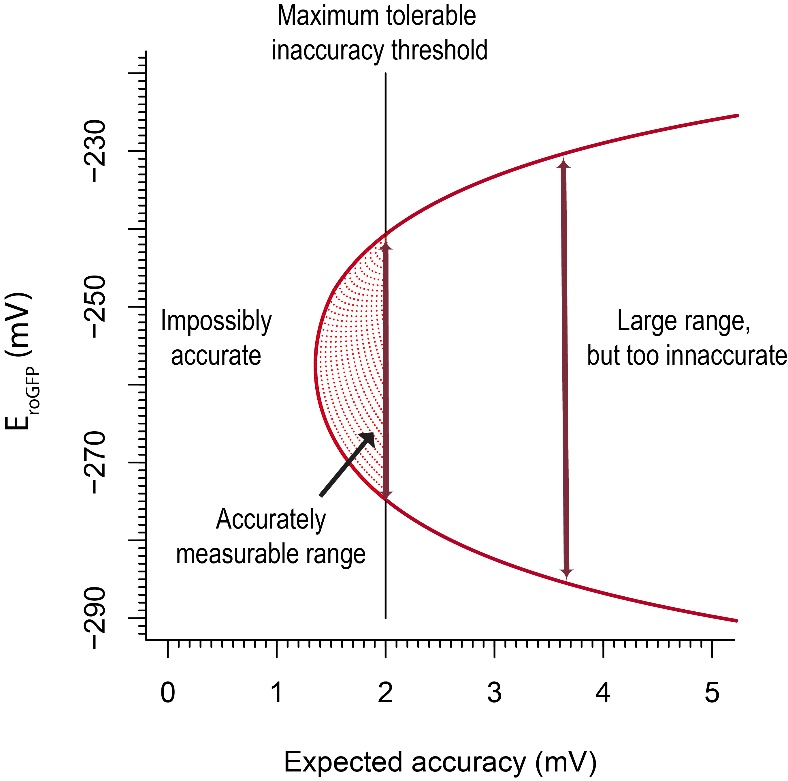 Maximum tolerable
inaccuracy threshold
−230
−250
−270
−290
E_roGFP (mV)
Impossibly
accurate
Large range,
but too innaccurate
Accurately
measurable range
0 1 2 3 4 5
Expected accuracy (mV)